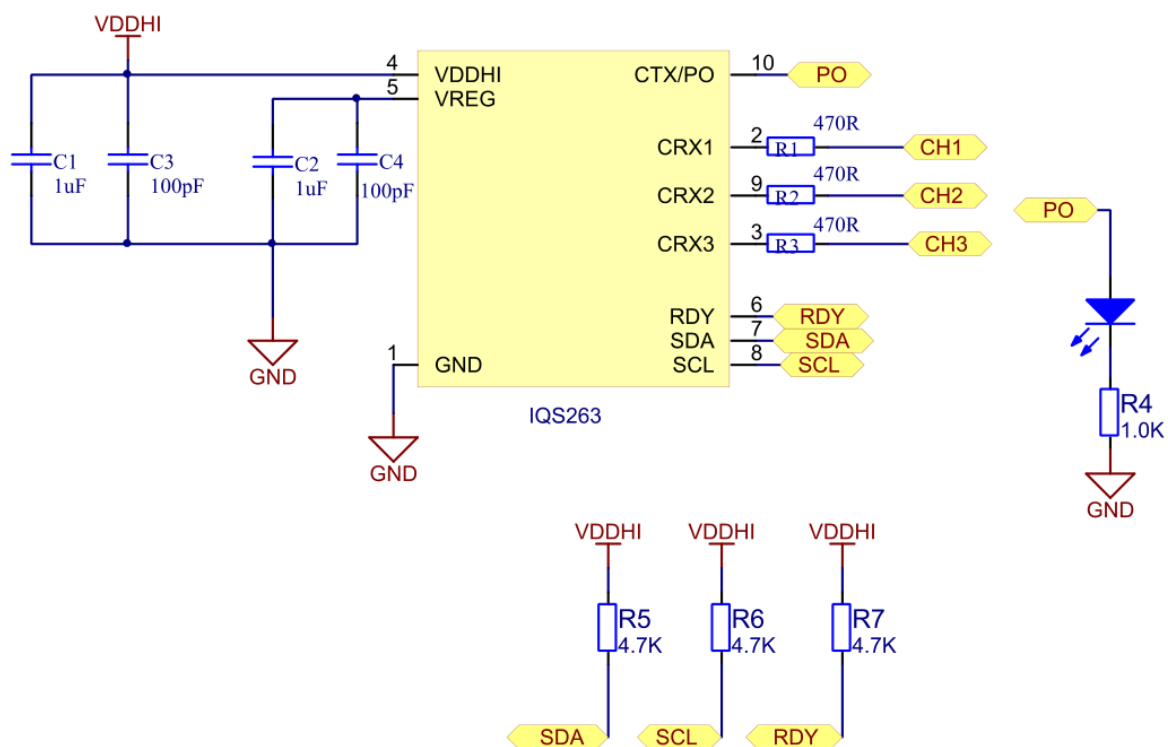 VDDHI
4 VDDHI
5 VREG
C1
1uF
C3
100pF
C2
1uF
C4
100pF
GND
1 GND
GND
CTX/PO 10 PO
CRX1 2 R1 470R CH1
CRX2 9 R2 470R CH2
CRX3 3 R3 470R CH3
RDY 6 RDY
SDA 7 SDA
SCL 8 SCL
IQS263
PO
R4
1.0K
GND
VDDHI VDDHI VDDHI
R5 R6 R7
4.7K 4.7K 4.7K
SDA SCL RDY